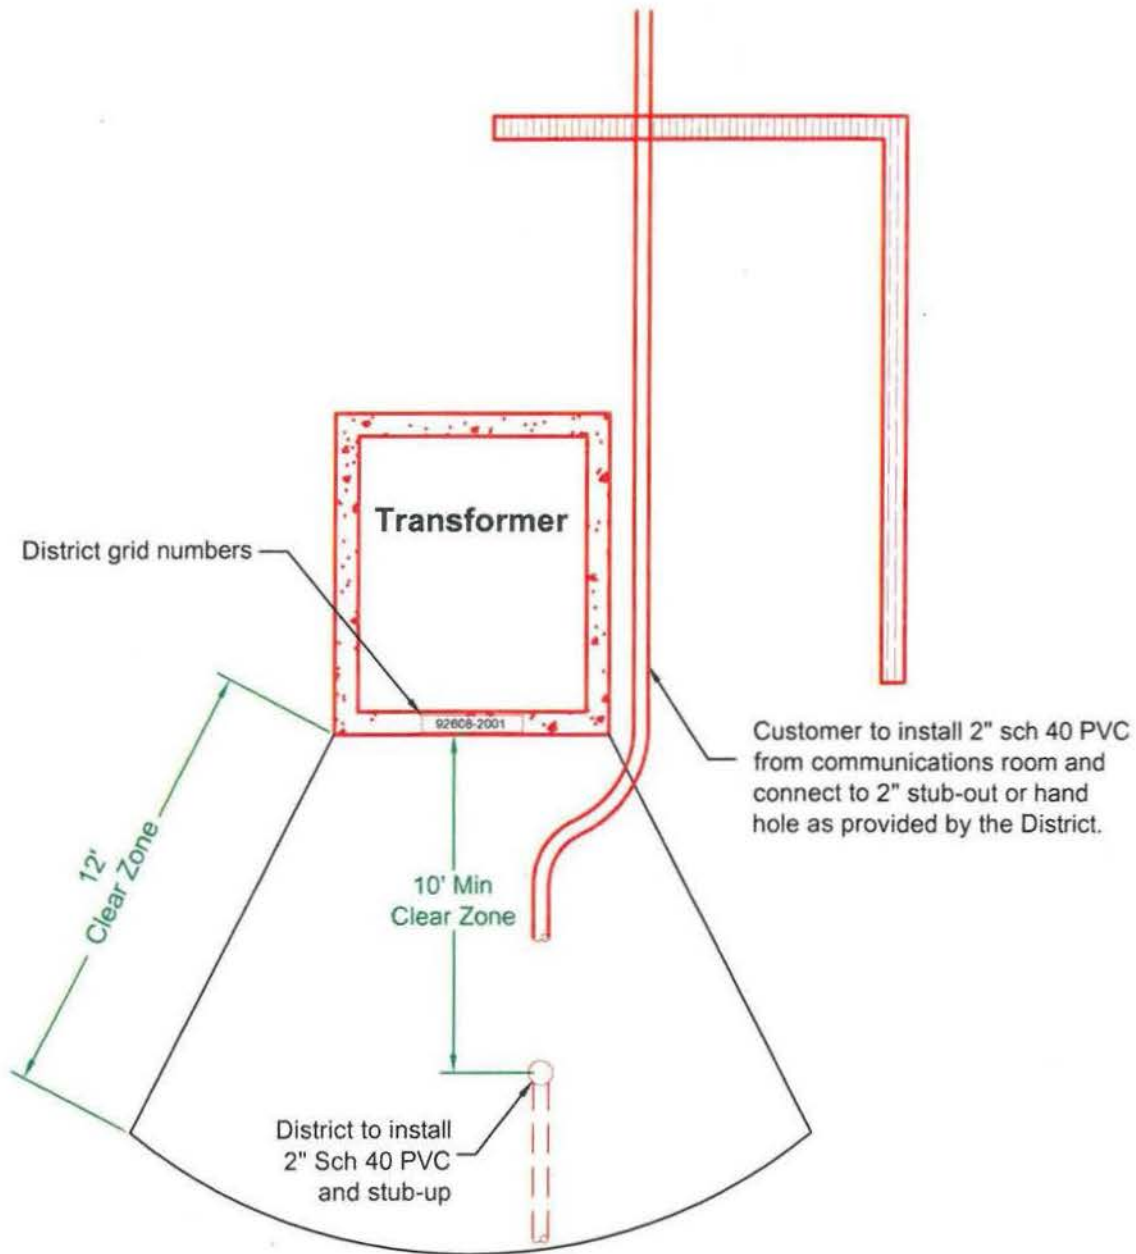 Transformer
District grid numbers
92608-2001
Customer to install 2" sch 40 PVC
from communications room and
connect to 2" stub-out or hand
hole as provided by the District.
12'
Clear Zone
10' Min
Clear Zone
District to install
2" Sch 40 PVC
and stub-up